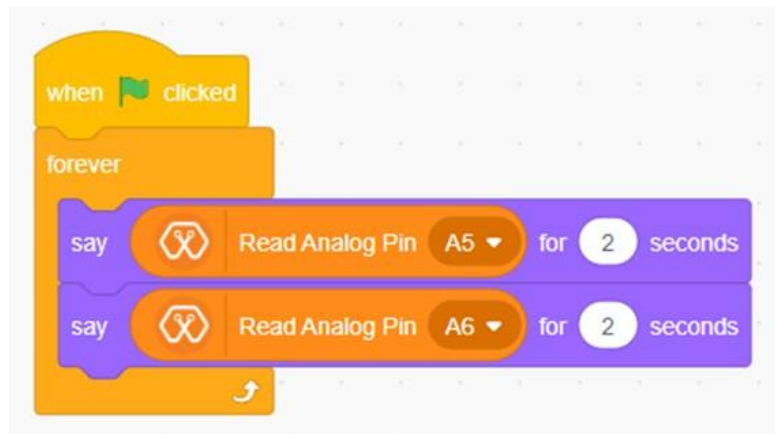 when clicked
forever
say Read Analog Pin A5 for 2 seconds
say Read Analog Pin A6 for 2 seconds